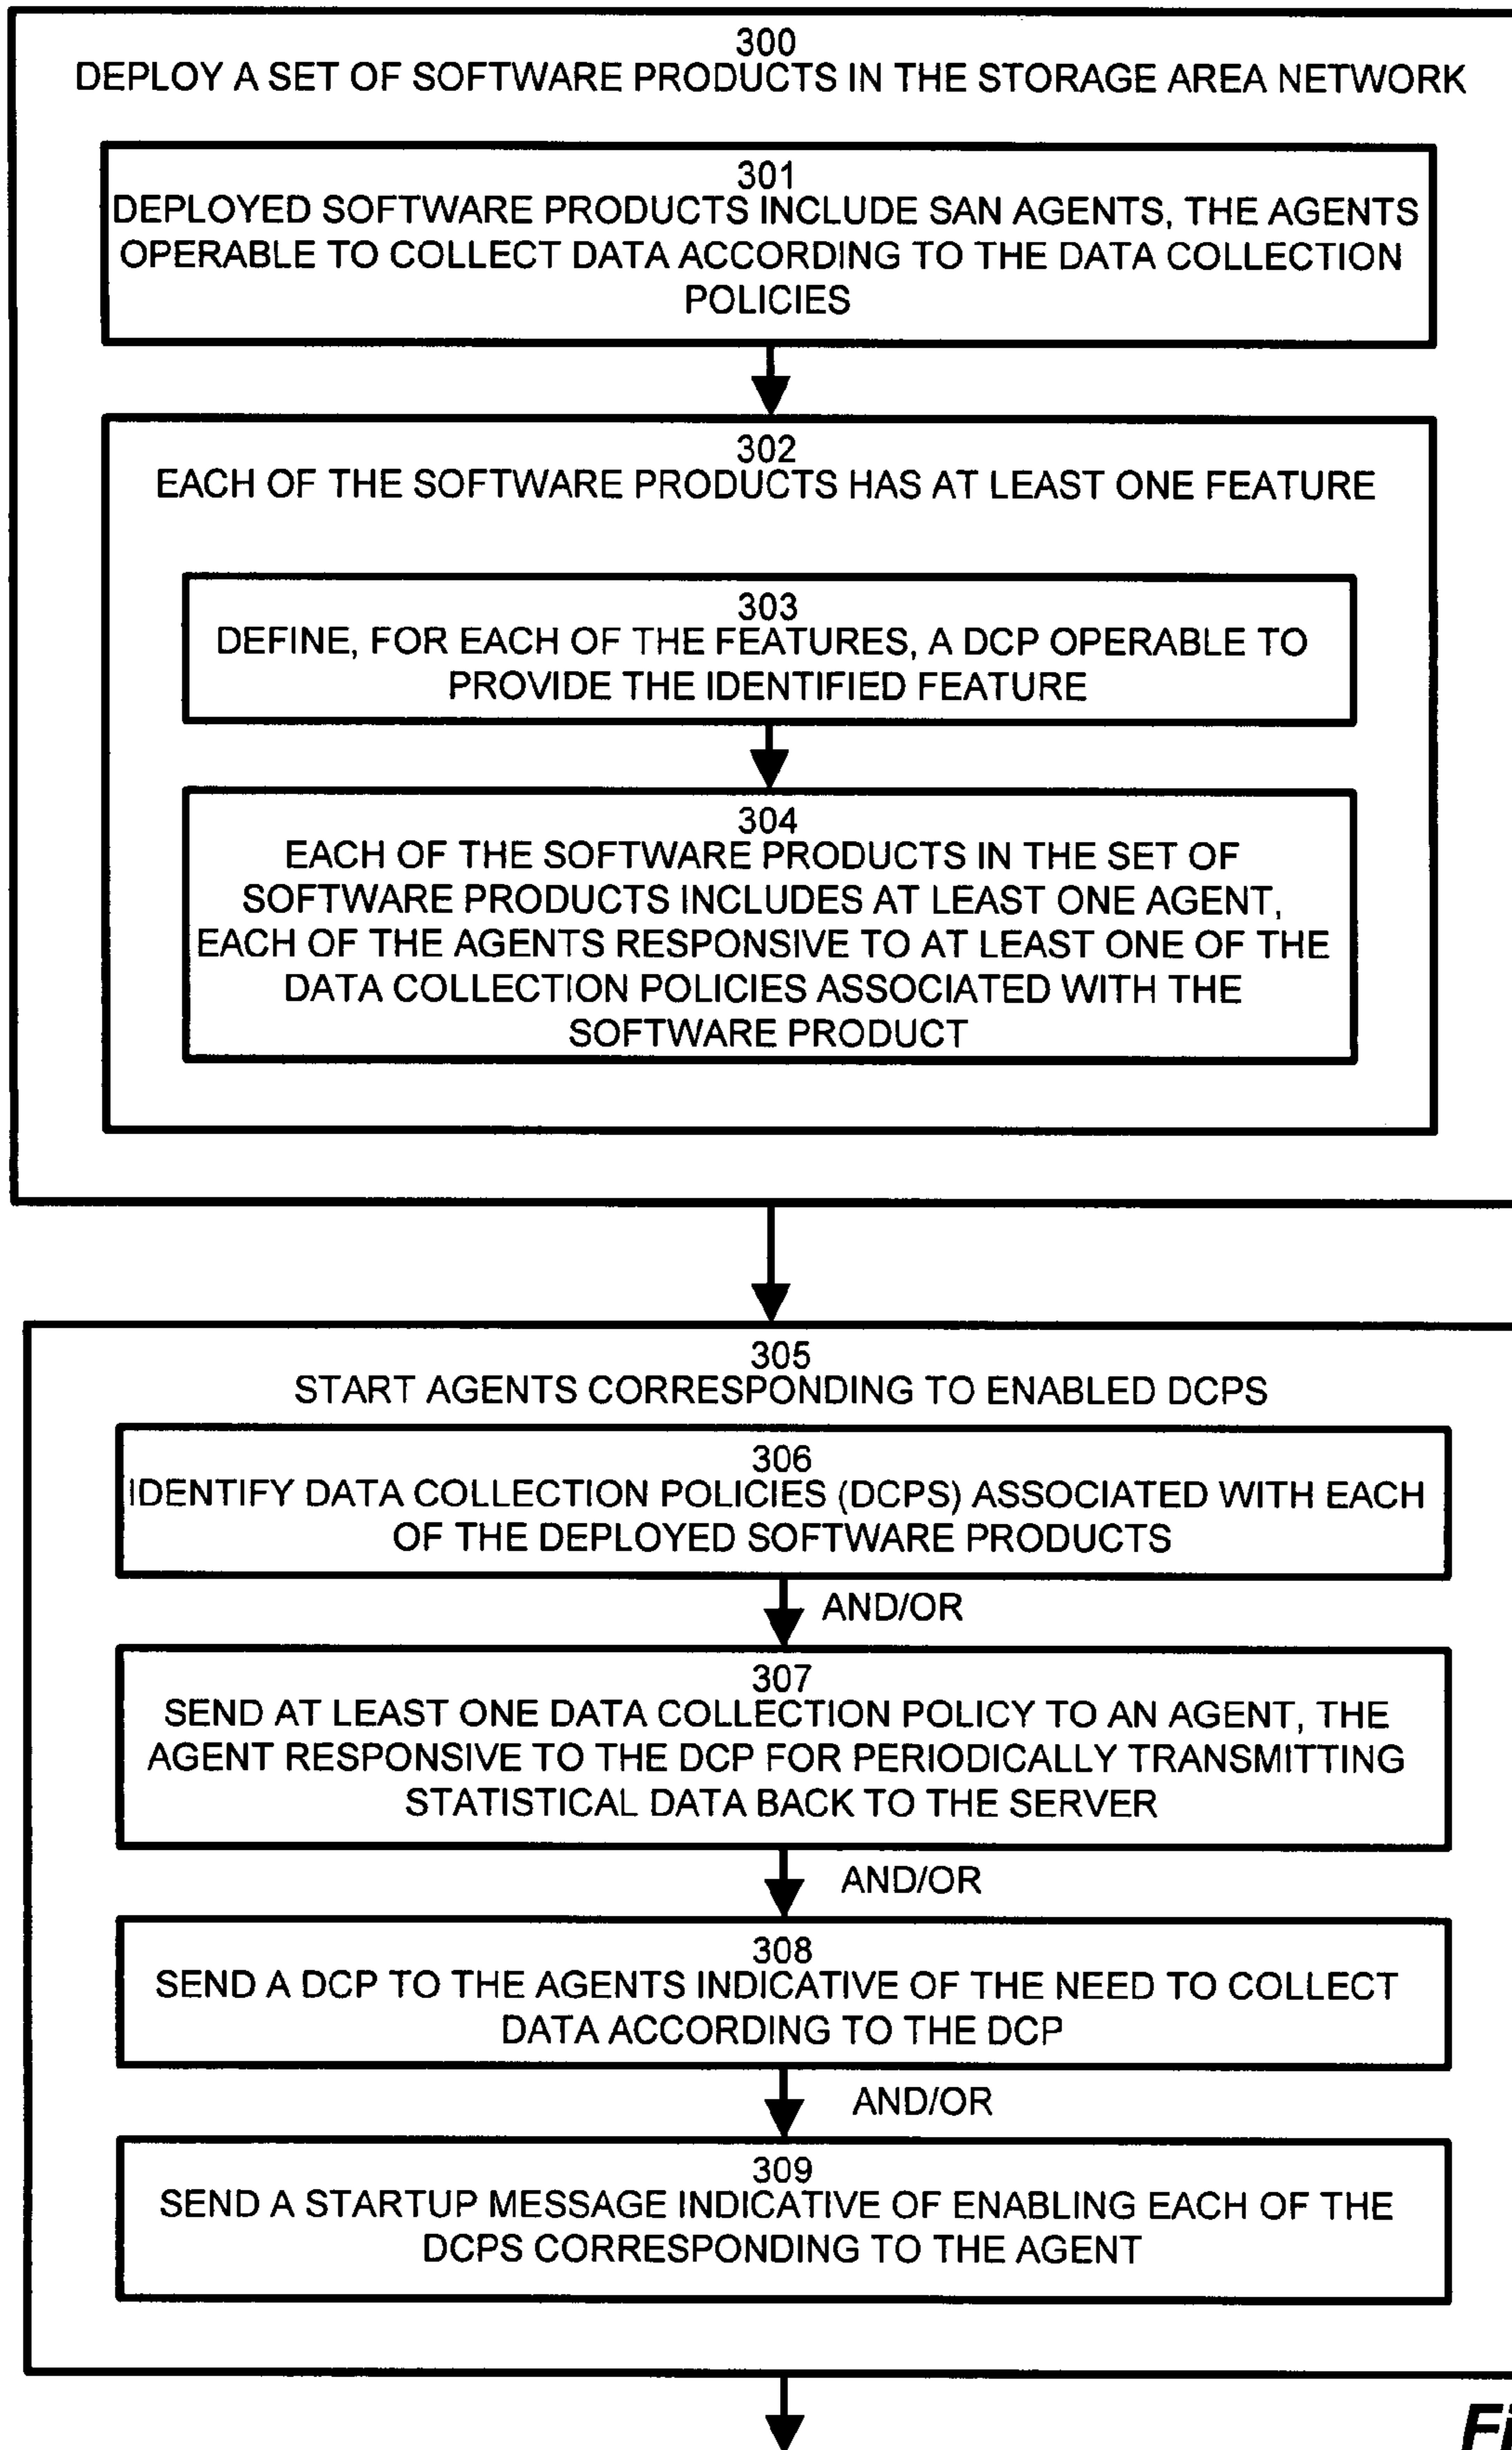 300
DEPLOY A SET OF SOFTWARE PRODUCTS IN THE STORAGE AREA NETWORK
301
DEPLOYED SOFTWARE PRODUCTS INCLUDE SAN AGENTS, THE AGENTS
OPERABLE TO COLLECT DATA ACCORDING TO THE DATA COLLECTION
POLICIES
302
EACH OF THE SOFTWARE PRODUCTS HAS AT LEAST ONE FEATURE
303
DEFINE, FOR EACH OF THE FEATURES, A DCP OPERABLE TO
PROVIDE THE IDENTIFIED FEATURE
304
EACH OF THE SOFTWARE PRODUCTS IN THE SET OF
SOFTWARE PRODUCTS INCLUDES AT LEAST ONE AGENT,
EACH OF THE AGENTS RESPONSIVE TO AT LEAST ONE OF THE
DATA COLLECTION POLICIES ASSOCIATED WITH THE
SOFTWARE PRODUCT
305
START AGENTS CORRESPONDING TO ENABLED DCPS
306
IDENTIFY DATA COLLECTION POLICIES (DCPS) ASSOCIATED WITH EACH
OF THE DEPLOYED SOFTWARE PRODUCTS
AND/OR
307
SEND AT LEAST ONE DATA COLLECTION POLICY TO AN AGENT, THE
AGENT RESPONSIVE TO THE DCP FOR PERIODICALLY TRANSMITTING
STATISTICAL DATA BACK TO THE SERVER
AND/OR
308
SEND A DCP TO THE AGENTS INDICATIVE OF THE NEED TO COLLECT
DATA ACCORDING TO THE DCP
AND/OR
309
SEND A STARTUP MESSAGE INDICATIVE OF ENABLING EACH OF THE
DCPS CORRESPONDING TO THE AGENT